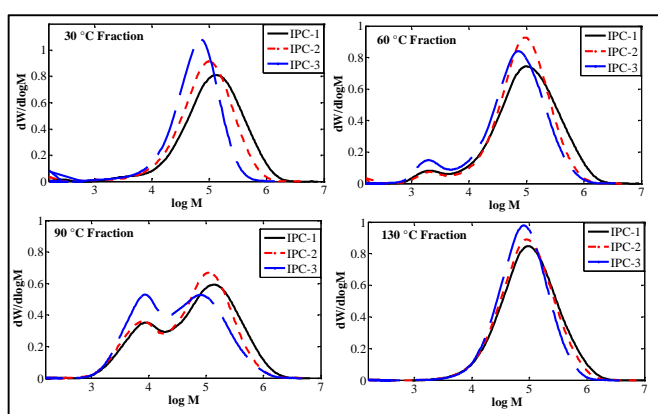 30 °C Fraction
IPC-1
IPC-2
IPC-3
dW/dlogM
1
0.8
0.6
0.4
0.2
0
3
4
5
6
7
log M
60 °C Fraction
IPC-1
IPC-2
IPC-3
dW/dlogM
1
0.8
0.6
0.4
0.2
0
3
4
5
6
7
log M
90 °C Fraction
IPC-1
IPC-2
IPC-3
dW/dlogM
1
0.8
0.6
0.4
0.2
0
3
4
5
6
7
log M
130 °C Fraction
IPC-1
IPC-2
IPC-3
dW/dlogM
1
0.8
0.6
0.4
0.2
0
3
4
5
6
7
log M